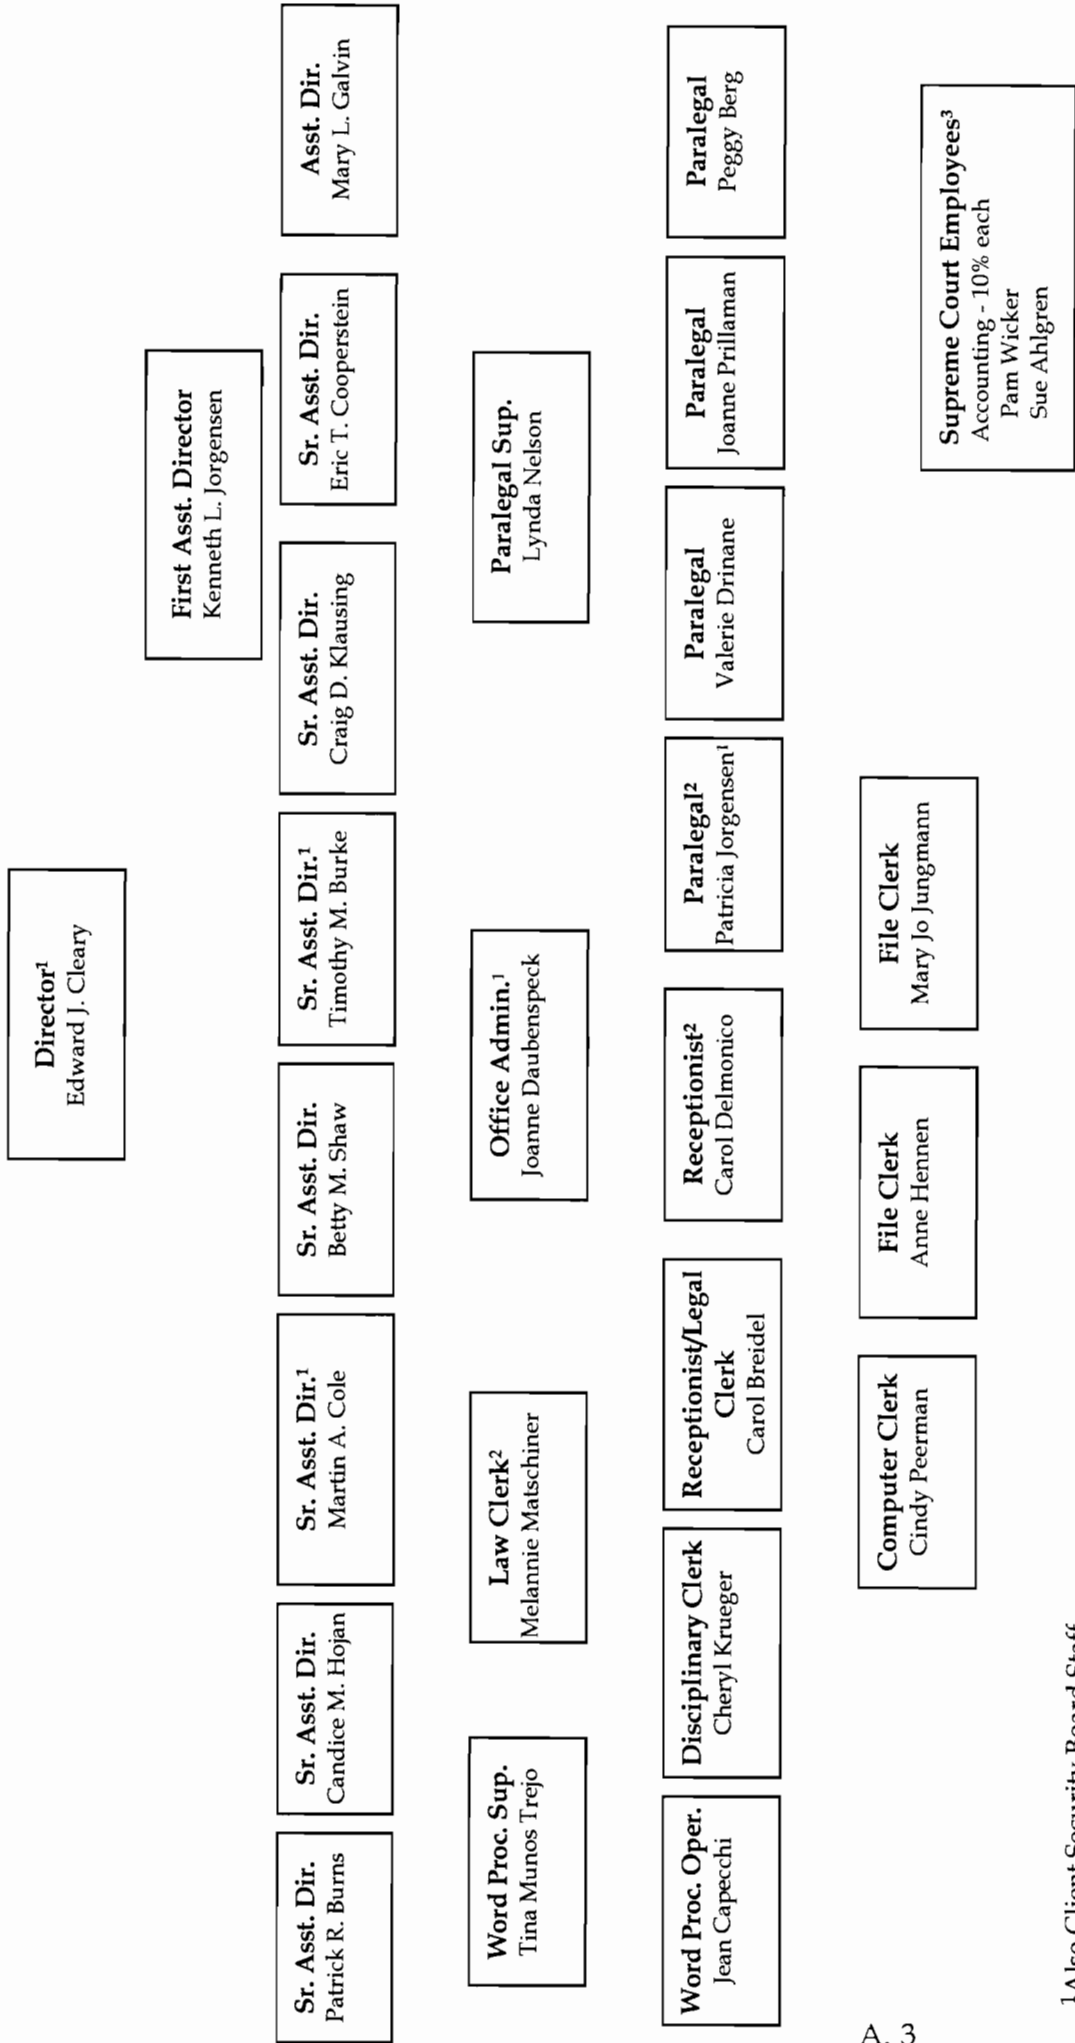 Director¹
Edward J. Cleary
First Asst. Director
Kenneth L. Jorgensen
Sr. Asst. Dir.
Patrick R. Burns
Sr. Asst. Dir.
Candice M. Hojan
Sr. Asst. Dir.¹
Martin A. Cole
Sr. Asst. Dir.
Betty M. Shaw
Sr. Asst. Dir.¹
Timothy M. Burke
Sr. Asst. Dir.
Craig D. Klausing
Sr. Asst. Dir.
Eric T. Cooperstein
Asst. Dir.
Mary L. Galvin
Word Proc. Sup.
Tina Munos Trejo
Law Clerk²
Melannie Matschiner
Office Admin.¹
Joanne Daubenspeck
Paralegal Sup.
Lynda Nelson
Word Proc. Oper.
Jean Capecchi
Disciplinary Clerk
Cheryl Krueger
Receptionist/Legal
Clerk
Carol Breidel
Receptionist²
Carol Delmonico
Paralegal²
Patricia Jorgensen¹
Paralegal
Valerie Drinane
Paralegal
Joanne Prillaman
Paralegal
Peggy Berg
Computer Clerk
Cindy Peerman
File Clerk
Anne Hennen
File Clerk
Mary Jo Jungmann
Supreme Court Employees³
Accounting - 10% each
Pam Wicker
Sue Ahlgren
¹Also Client Security Board Staff
A. 3